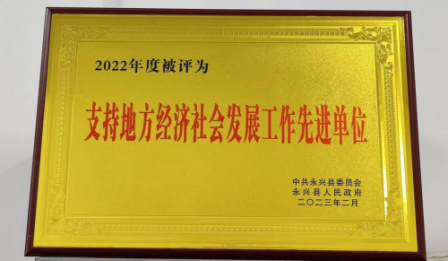 2022年度被评为
支持地方经济社会发展工作先进单位
中共永兴县委员会
永兴县人民政府
二〇二三年二月